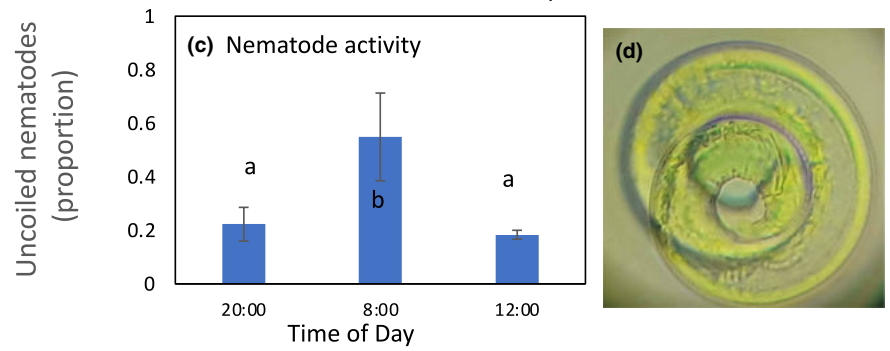 Uncoiled nematodes
(proportion)
1
0.8
0.6
0.4
0.2
0
(c) Nematode activity
a
b
a
20:00
8:00
12:00
Time of Day
(d)